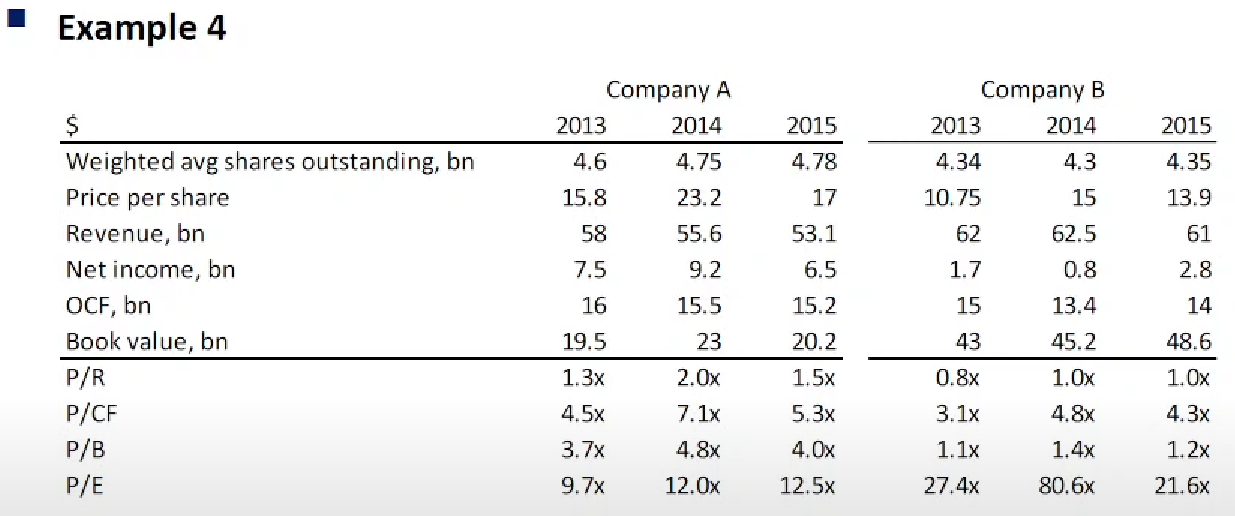 Example 4
Company A Company B
$ 2013 2014 2015 2013 2014 2015
Weighted avg shares outstanding, bn 4.6 4.75 4.78 4.34 4.3 4.35
Price per share 15.8 23.2 17 10.75 15 13.9
Revenue, bn 58 55.6 53.1 62 62.5 61
Net income, bn 7.5 9.2 6.5 1.7 0.8 2.8
OCF, bn 16 15.5 15.2 15 13.4 14
Book value, bn 19.5 23 20.2 43 45.2 48.6
P/R 1.3x 2.0x 1.5x 0.8x 1.0x 1.0x
P/CF 4.5x 7.1x 5.3x 3.1x 4.8x 4.3x
P/B 3.7x 4.8x 4.0x 1.1x 1.4x 1.2x
P/E 9.7x 12.0x 12.5x 27.4x 80.6x 21.6x